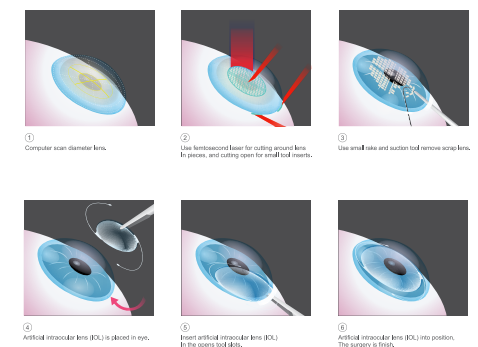 1
Computer scan diameter lens.
2
Use femtosecond laser for cutting around lens
In pieces, and cutting open for small tool inserts.
3
Use small rake and suction tool remove scrap lens.
4
Artificial intraocular lens (IOL) is placed in eye.
5
Insert artificial intraocular lens (IOL)
In the opens tool slots.
6
Artificial intraocular lens (IOL) into position.
The surgery is finish.